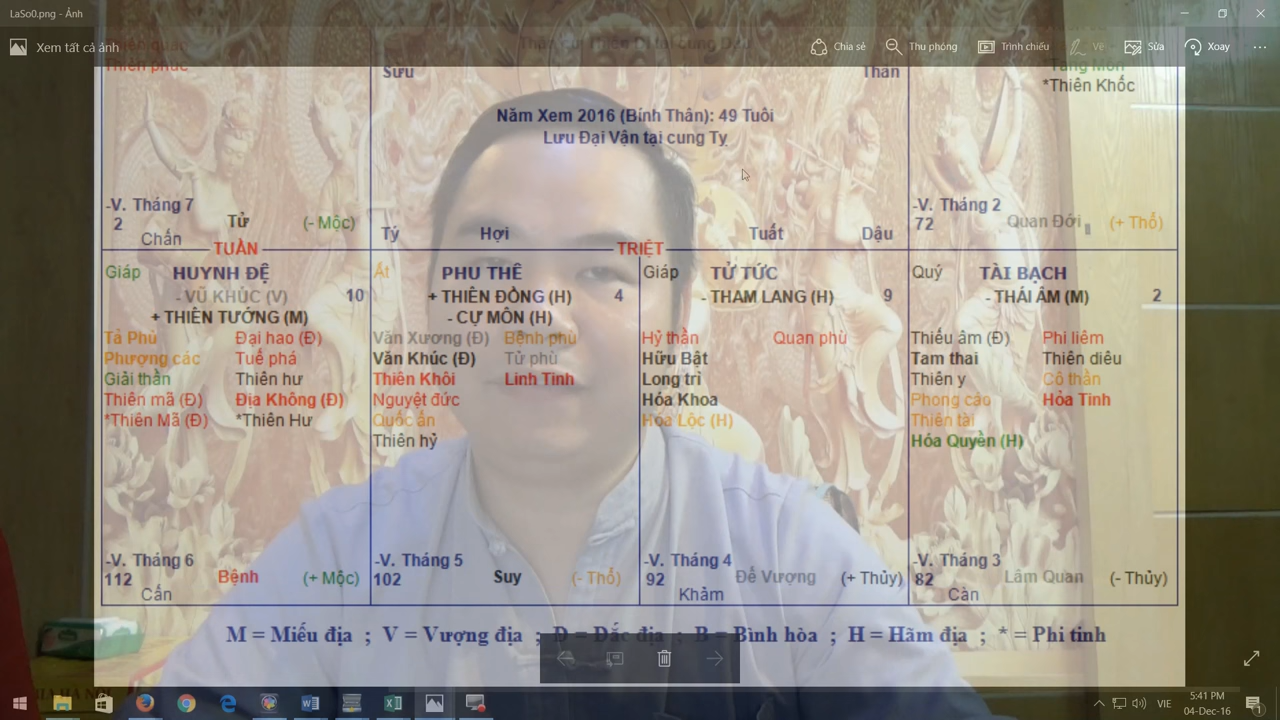 LaSo0.png - Ảnh
Xem tất cả ảnh
Chia sẻ
Thu phóng
Trình chiếu
Vẽ
Sửa
Xoay
Thiên quan
Thiên phúc
Sửu
Thân
Tang môn
*Thiên Khốc
Năm Xem 2016 (Bính Thân): 49 Tuổi
Lưu Đại Vận tại cung Tỵ
-V. Tháng 7
2
Tử
(- Mộc)
Chấn
Tý
Hợi
Tuất
Dậu
-V. Tháng 2
72
Quan Đới
(+ Thổ)
TUẦN
TRIỆT
Giáp
HUYNH ĐỆ
- VŨ KHÚC (V)
10
+ THIÊN TƯỚNG (M)
Tả Phù
Đại hao (Đ)
Phượng các
Tuế phá
Giải thần
Thiên hư
Thiên mã (Đ)
Địa Không (Đ)
*Thiên Mã (Đ)
*Thiên Hư
-V. Tháng 6
112
Bệnh
(+ Mộc)
Cấn
Ất
PHU THÊ
+ THIÊN ĐỒNG (H)
4
- CỰ MÔN (H)
Văn Xương (Đ)
Bệnh phù
Văn Khúc (Đ)
Tử phù
Thiên Khôi
Linh Tinh
Nguyệt đức
Quốc ấn
Thiên hỷ
-V. Tháng 5
102
Suy
(- Thổ)
Giáp
TỬ TỨC
- THAM LANG (H)
9
Hỷ thần
Quan phù
Hữu Bật
Long trì
Hóa Khoa
Hóa Lộc (H)
-V. Tháng 4
92
Đế Vượng
(+ Thủy)
Khảm
Quý
TÀI BẠCH
- THÁI ÂM (M)
2
Thiếu âm (Đ)
Phi liêm
Tam thai
Thiên diêu
Thiên y
Cô thần
Phong cáo
Hỏa Tinh
Thiên tài
Hóa Quyền (H)
-V. Tháng 3
82
Lâm Quan
(- Thủy)
Càn
M = Miếu địa ; V = Vượng địa ; Đ = Đắc địa ; B = Bình hòa ; H = Hãm địa ; * = Phi tinh
VIE
5:41 PM
04-Dec-16
1